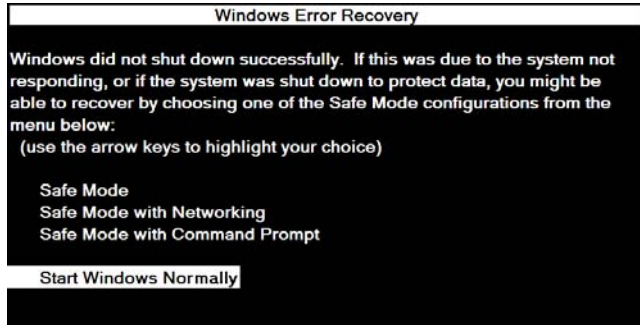 Windows Error Recovery
Windows did not shut down successfully. If this was due to the system not
responding, or if the system was shut down to protect data, you might be
able to recover by choosing one of the Safe Mode configurations from the
menu below:
(use the arrow keys to highlight your choice)
Safe Mode
Safe Mode with Networking
Safe Mode with Command Prompt
Start Windows Normally